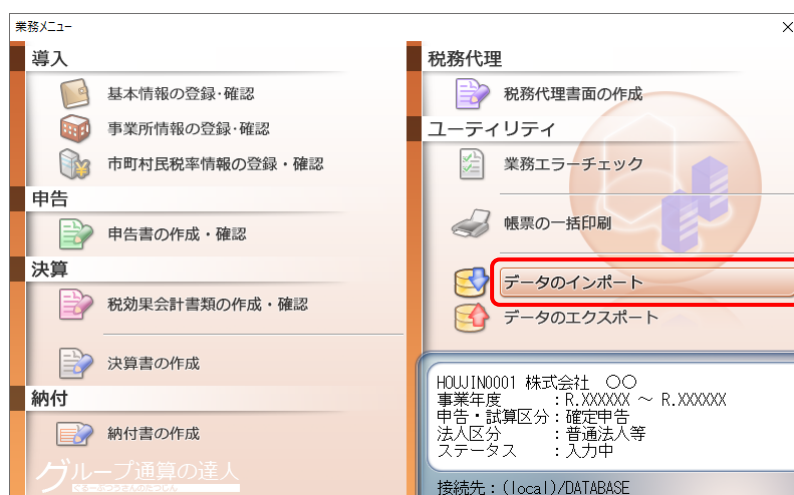 業務メニュー
導入
基本情報の登録・確認
事業所情報の登録・確認
市町村民税率情報の登録・確認
申告
申告書の作成・確認
決算
税効果会計書類の作成・確認
決算書の作成
納付
納付書の作成
グループ通算の達人
税務代理
税務代理書面の作成
ユーティリティ
業務エラーチェック
帳票の一括印刷
データのインポート
データのエクスポート
HOUJIN0001 株式会社 〇〇
事業年度 :R.XXXXXX ～ R.XXXXXX
申告・試算区分:確定申告
法人区分 :普通法人等
ステータス :入力中
接続先:(local)/DATABASE